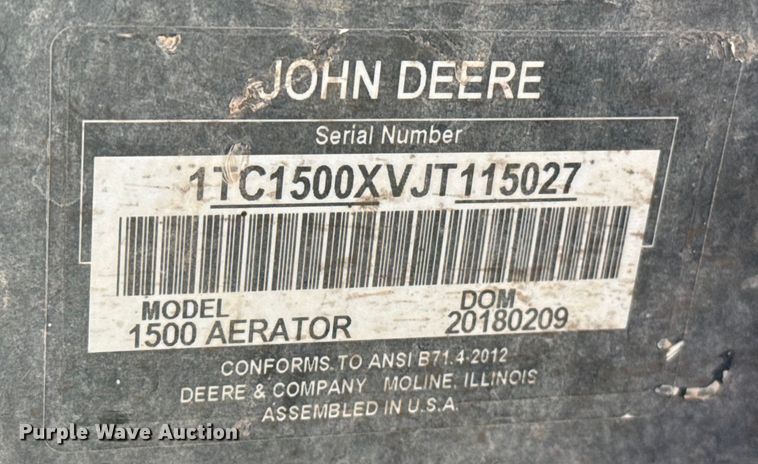 JOHN DEERE
Serial Number
1TC1500XVJT115027
MODEL DOM
1500 AERATOR 20180209
CONFORMS TO ANSI B71.4-2012
DEERE & COMPANY MOLINE, ILLINOIS
ASSEMBLED IN U.S.A.
Purple Wave Auction